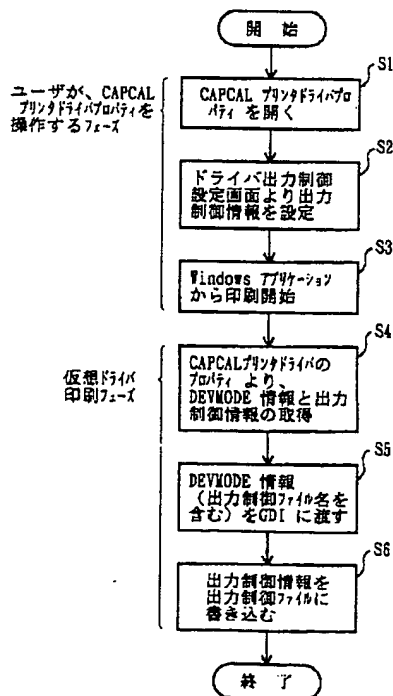 開 始
S1
ユーザが、CAPCAL
プリンタドライバプロパティを
操作するフェーズ
CAPCAL プリンタドライバプロ
パティ を開く
S2
ドライバ出力制御
設定画面より出力
制御情報を設定
S3
Windows アプリケーション
から印刷開始
S4
仮想ドライバ
印刷フェーズ
CAPCALプリンタドライバの
プロパティ より、
DEVMODE 情報と出力
制御情報の取得
S5
DEVMODE 情報
（出力制御ファイル名を
含む）をGDI に渡す
S6
出力制御情報を
出力制御ファイルに
書き込む
終 了